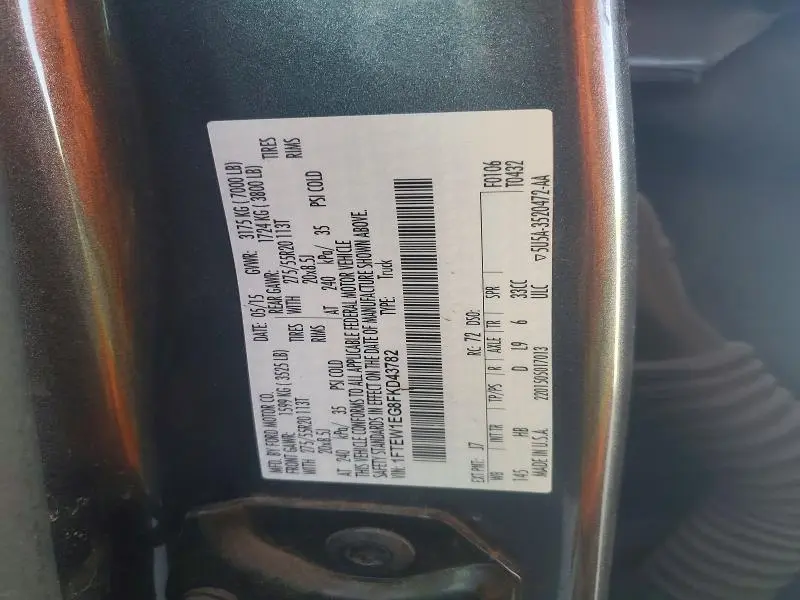 MFD. BY FORD MOTOR CO.
DATE: 05/15 GVWR: 3175 KG ( 7000 LB)
FRONT GAWR: 1599 KG ( 3525 LB) REAR GAWR: 1724 KG ( 3800 LB)
WITH 275/55R20 113T TIRES WITH 275/55R20 113T TIRES
20x8.5J RIMS 20x8.5J RIMS
AT 240 kPa/ 35 PSI COLD AT 240 kPa/ 35 PSI COLD
THIS VEHICLE CONFORMS TO ALL APPLICABLE FEDERAL MOTOR VEHICLE
SAFETY STANDARDS IN EFFECT ON THE DATE OF MANUFACTURE SHOWN ABOVE.
VIN: 1FTEW1EG8FKD43782 TYPE: Truck
EXT PNT: J7 RC: 72 DSO: F0106
WB INT TR TP/PS R AXLE TR SPR T0432
145 HB D L9 6 33CC
ULC
MADE IN U.S.A. 2201505017013 ▽5U5A-3520472-AA